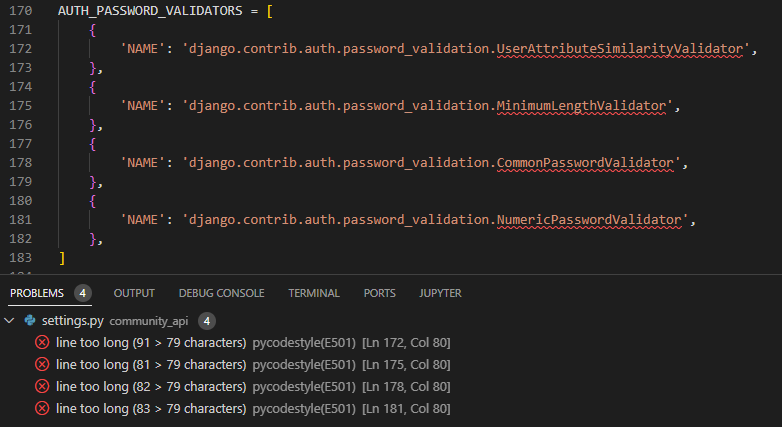 170 AUTH_PASSWORD_VALIDATORS = [
171 {
172 'NAME': 'django.contrib.auth.password_validation.UserAttributeSimilarityValidator',
173 },
174 {
175 'NAME': 'django.contrib.auth.password_validation.MinimumLengthValidator',
176 },
177 {
178 'NAME': 'django.contrib.auth.password_validation.CommonPasswordValidator',
179 },
180 {
181 'NAME': 'django.contrib.auth.password_validation.NumericPasswordValidator',
182 },
183 ]
PROBLEMS 4 OUTPUT DEBUG CONSOLE TERMINAL PORTS JUPYTER
settings.py community_api 4
line too long (91 > 79 characters) pycodestyle(E501) [Ln 172, Col 80]
line too long (81 > 79 characters) pycodestyle(E501) [Ln 175, Col 80]
line too long (82 > 79 characters) pycodestyle(E501) [Ln 178, Col 80]
line too long (83 > 79 characters) pycodestyle(E501) [Ln 181, Col 80]